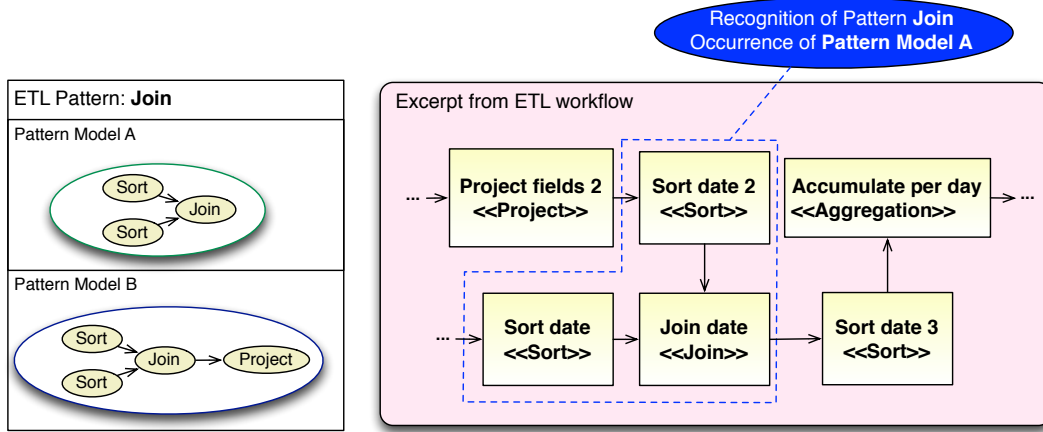 Recognition of Pattern Join
Occurrence of Pattern Model A
ETL Pattern: Join
Pattern Model A
Sort
Join
Sort
Pattern Model B
Sort
Join
Project
Sort
Excerpt from ETL workflow
... Project fields 2
<<Project>>
Sort date 2
<<Sort>>
Accumulate per day
<<Aggregation>>
...
... Sort date
<<Sort>>
Join date
<<Join>>
Sort date 3
<<Sort>>